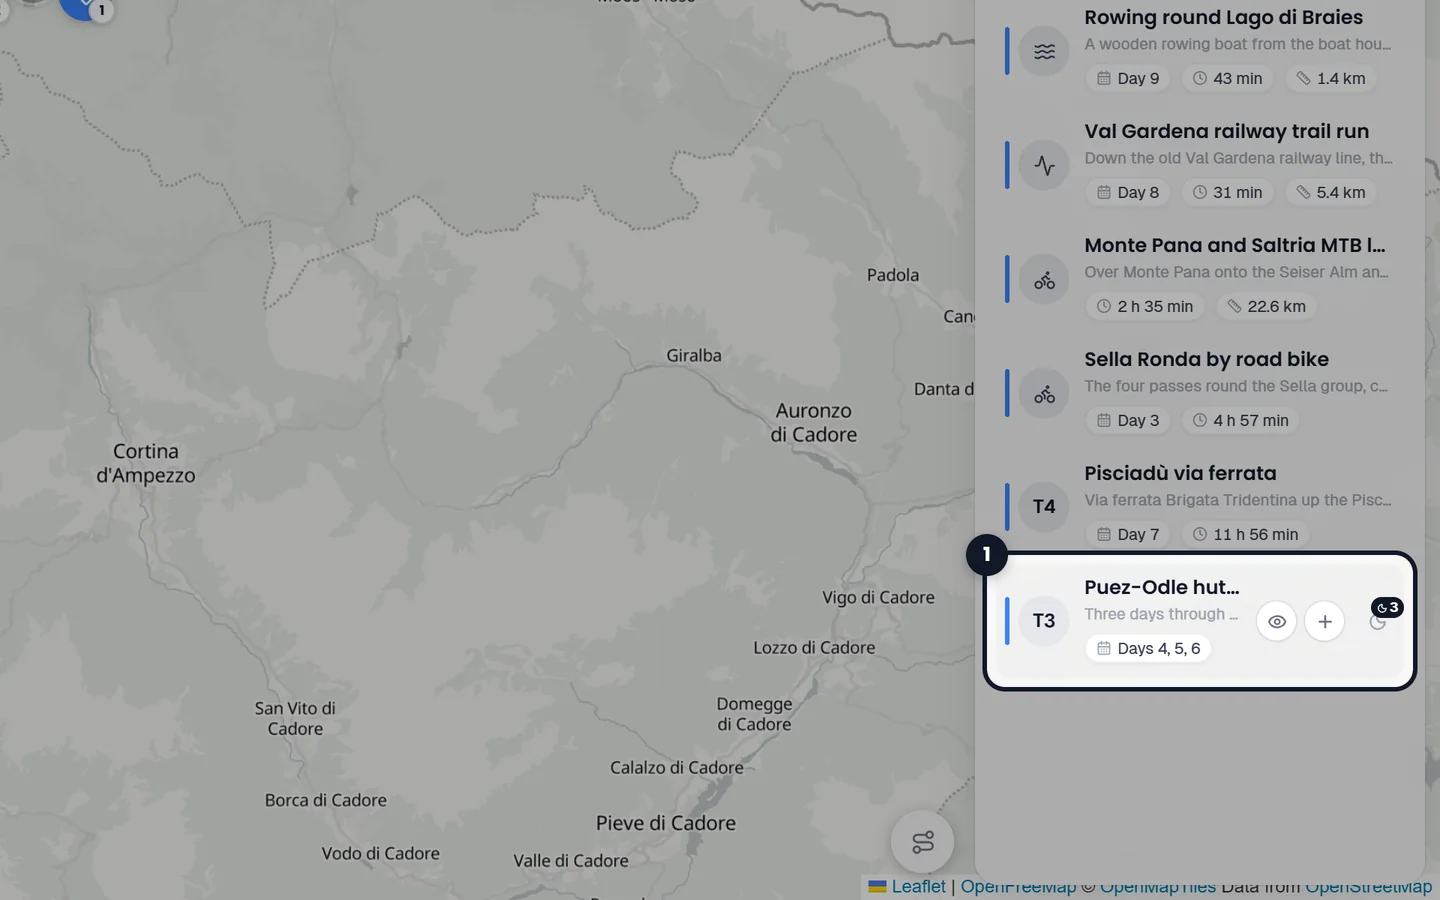 1
Rowing round Lago di Braies
A wooden rowing boat from the boat hou...
Day 9
43 min
1.4 km
Val Gardena railway trail run
Down the old Val Gardena railway line, th...
Day 8
31 min
5.4 km
Monte Pana and Saltria MTB l...
Over Monte Pana onto the Seiser Alm an...
2 h 35 min
22.6 km
Sella Ronda by road bike
The four passes round the Sella group, c...
Day 3
4 h 57 min
Pisciadù via ferrata
T4
Via ferrata Brigata Tridentina up the Pisc...
Day 7
11 h 56 min
1
Puez-Odle hut...
T3
Three days through ...
3
Days 4, 5, 6
Padola
Giralba
Danta d
Auronzo
di Cadore
Cortina
d'Ampezzo
Vigo di Cadore
Lozzo di Cadore
Domegge
di Cadore
San Vito di
Cadore
Calalzo di Cadore
Borca di Cadore
Pieve di Cadore
Vodo di Cadore
Valle di Cadore
Leaflet | OpenFreeMap © OpenMapTiles Data from OpenStreetMap